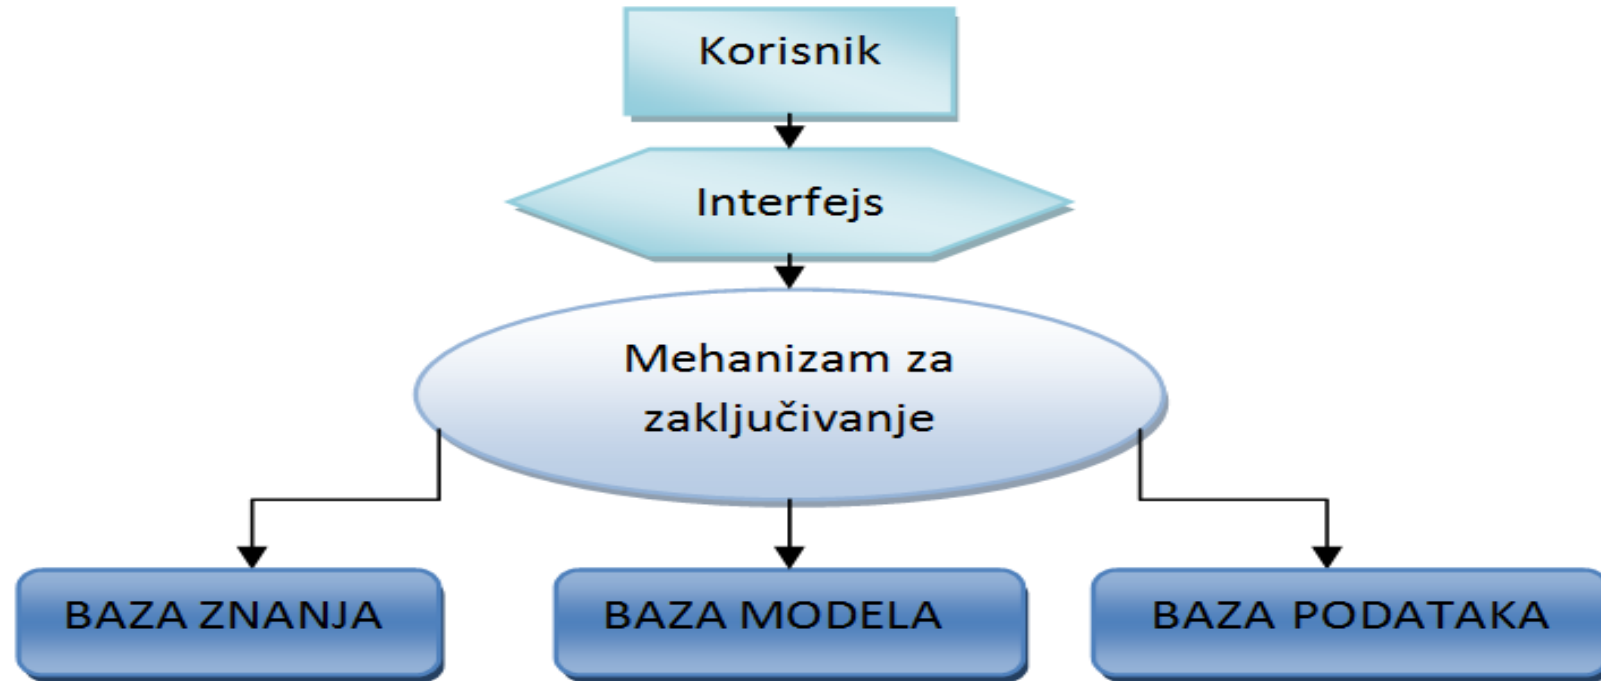 Korisnik
Interfejs
Mehanizam za
zaključivanje
BAZA ZNANJA
BAZA MODELA
BAZA PODATAKA